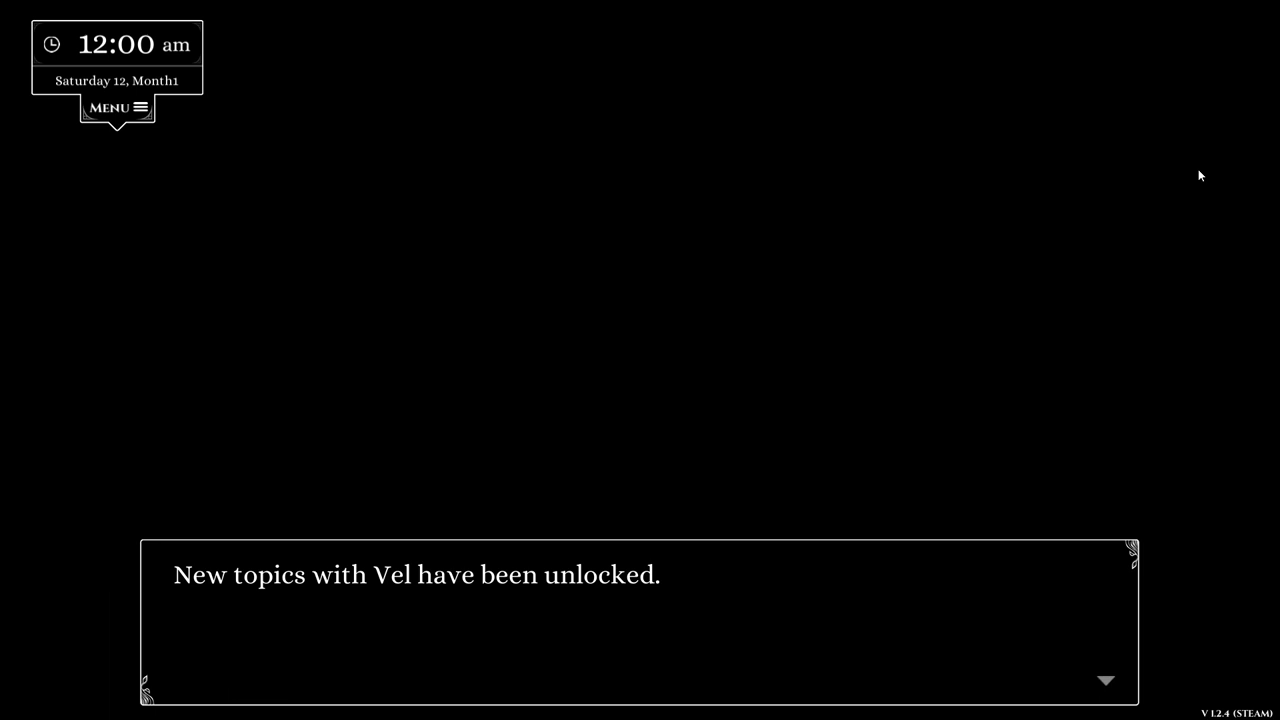 12:00 am
Saturday 12, Month1
MENU
New topics with Vel have been unlocked.
V 1.2.4 (STEAM)